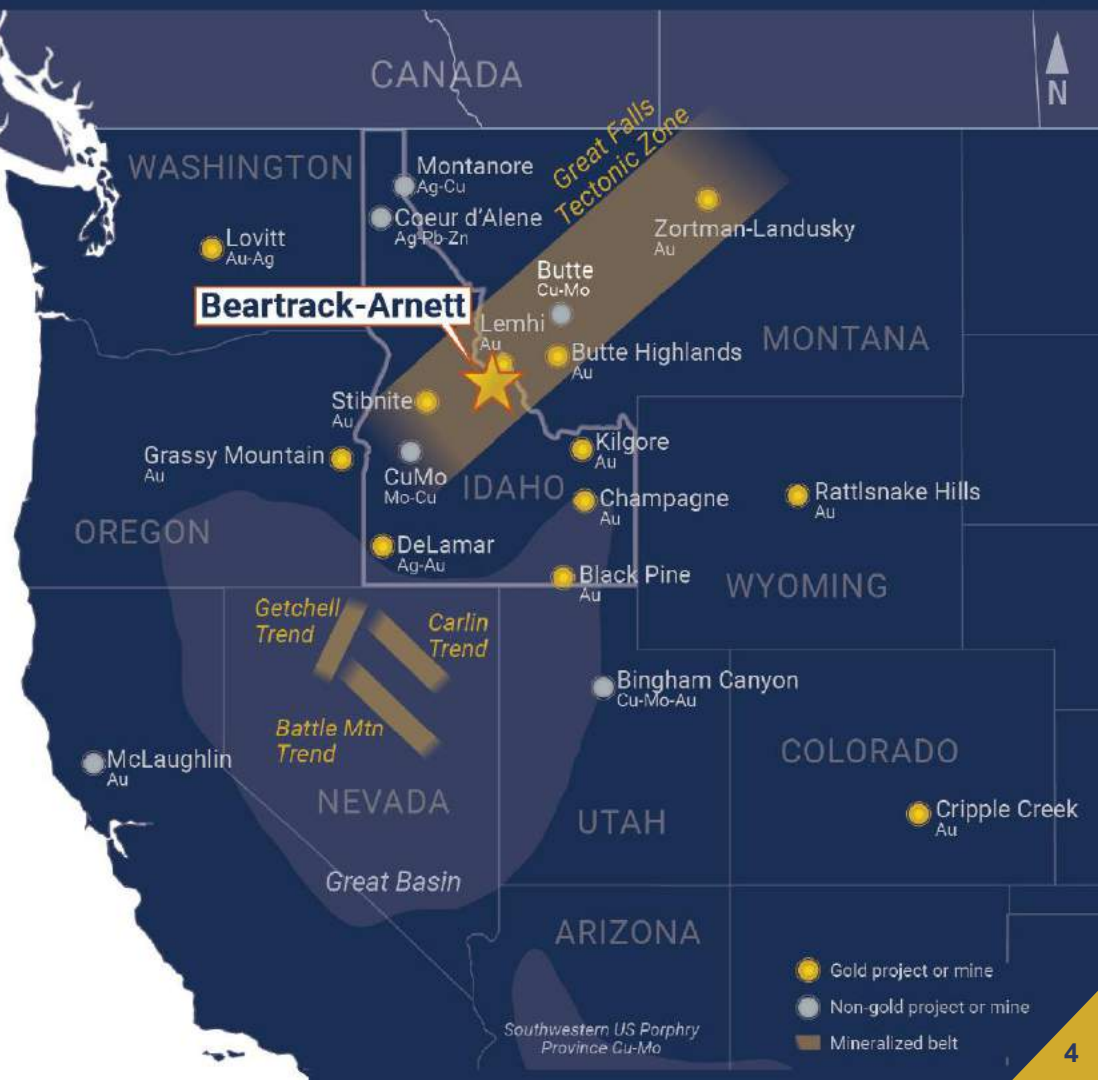 CANADA
N
Great Falls
Tectonic Zone
WASHINGTON
Montanore
Ag-Cu
Coeur d'Alene
Ag-Pb-Zn
Lovitt
Au-Ag
Zortman-Landusky
Au
Butte
Cu-Mo
Beartrack-Arnett
Lemhi
Au
MONTANA
Butte Highlands
Au
Stibnite
Au
Grassy Mountain
Au
Kilgore
Au
CuMo
Mo-Cu
IDAHO
Champagne
Au
Rattlsnake Hills
Au
OREGON
DeLamar
Ag-Au
Black Pine
Au
WYOMING
Getchell
Trend
Carlin
Trend
Bingham Canyon
Cu-Mo-Au
Battle Mtn
Trend
McLaughlin
Au
COLORADO
NEVADA
UTAH
Cripple Creek
Au
Great Basin
ARIZONA
Gold project or mine
Non-gold project or mine
Mineralized belt
Southwestern US Porphry
Province Cu-Mo
4